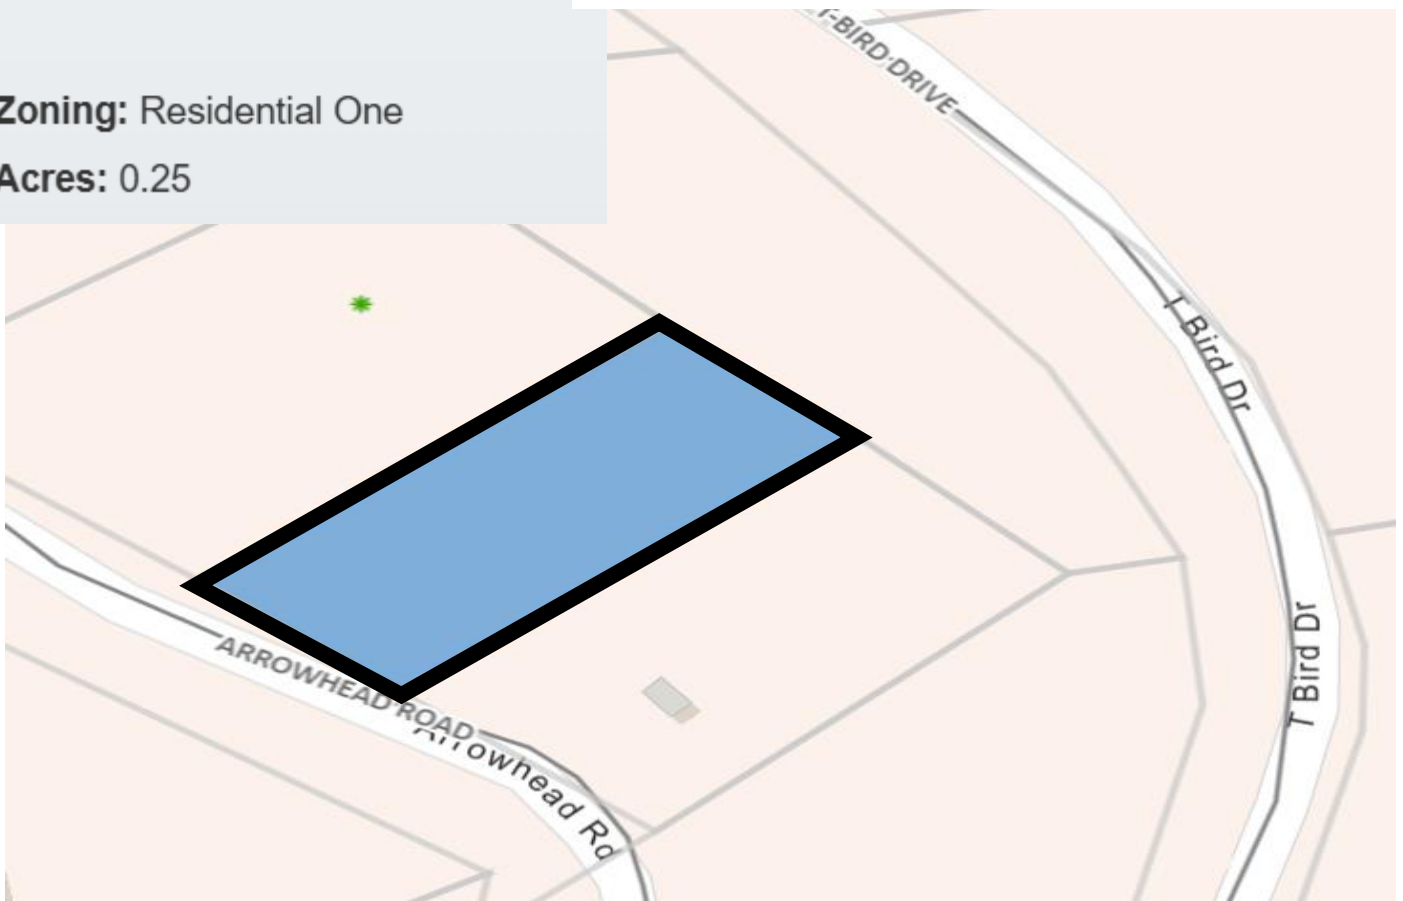 Zoning: Residential One
Acres: 0.25
T-BIRD DRIVE
T Bird Dr
T Bird Dr
ARROWHEAD ROAD
Arrowhead Rd